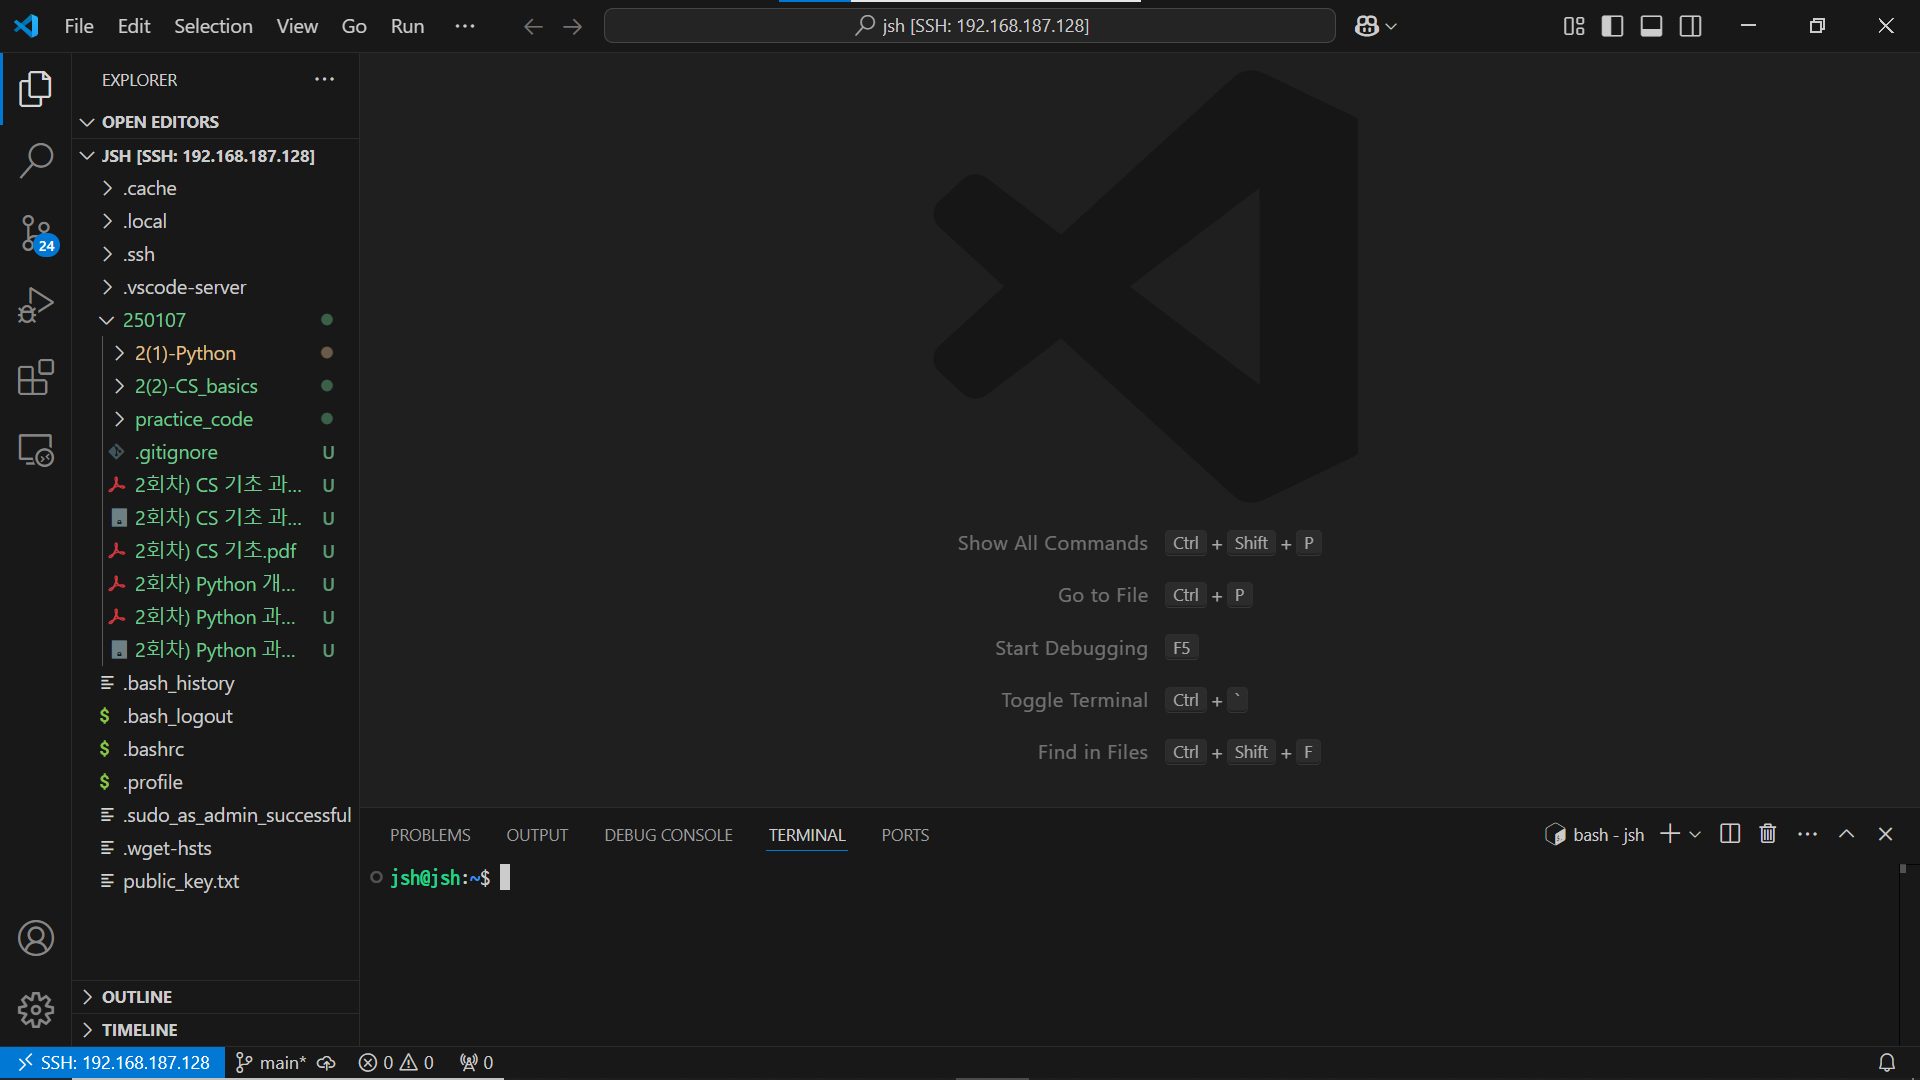 File Edit Selection View Go Run ···
jsh [SSH: 192.168.187.128]
EXPLORER
OPEN EDITORS
JSH [SSH: 192.168.187.128]
.cache
.local
.ssh
24
.vscode-server
250107
2(1)-Python
2(2)-CS_basics
practice_code
.gitignore U
2회차) CS 기초 과... U
2회차) CS 기초 과... U
2회차) CS 기초.pdf U
2회차) Python 개... U
2회차) Python 과... U
2회차) Python 과... U
.bash_history
$ .bash_logout
$ .bashrc
$ .profile
.sudo_as_admin_successful
.wget-hsts
public_key.txt
OUTLINE
TIMELINE
Show All Commands Ctrl + Shift + P
Go to File Ctrl + P
Start Debugging F5
Toggle Terminal Ctrl + `
Find in Files Ctrl + Shift + F
PROBLEMS OUTPUT DEBUG CONSOLE TERMINAL PORTS
bash - jsh
jsh@jsh:~$
SSH: 192.168.187.128 main* 0 0 0